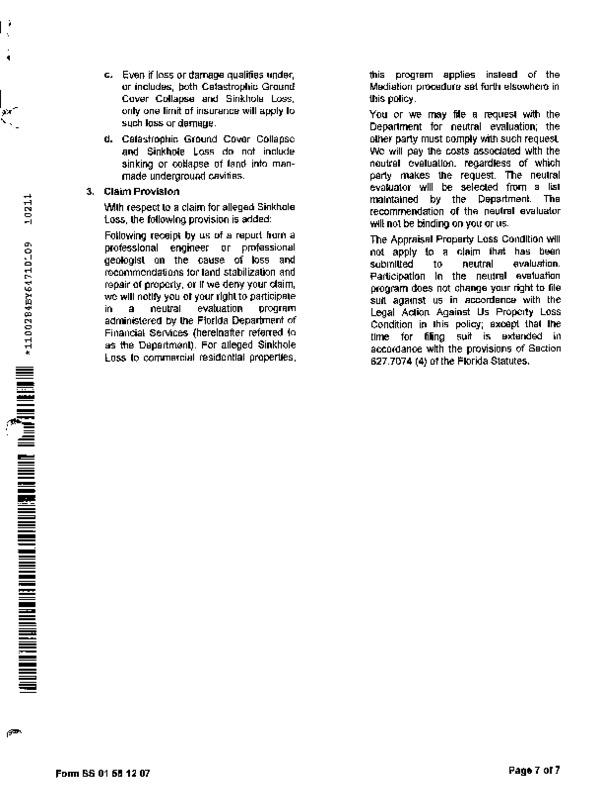 c. Even if loss or damage qualifies under,
or includes, both Catastrophic Ground
Cover Collapse and Sinkhole Loss,
only one limit of insurance will apply to
such loss or damage.
d. Catastrophic Ground Cover Collapse
and Sinkhole Loss do not include
sinking or collapse of land into man-
made underground cavities.
3. Claim Provision
With respect to a claim for alleged Sinkhole
Loss, the following provision is added:
Following receipt by us of a report from a
professional engineer or professional
geologist on the cause of loss and
recommendations for land stabilization and
repair of property, or if we deny your claim,
we will notify you of your right to participate
in a neutral evaluation program
administered by the Florida Department of
Financial Services (hereinafter referred to
as the Department). For alleged Sinkhole
Loss to commercial residential properties,
this program applies instead of the
Mediation procedure set forth elsewhere in
this policy.
You or we may file a request with the
Department for neutral evaluation; the
other party must comply with such request.
We will pay the costs associated with the
neutral evaluation, regardless of which
party makes the request. The neutral
evaluator will be selected from a list
maintained by the Department. The
recommendation of the neutral evaluator
will not be binding on you or us.
The Appraisal Property Loss Condition will
not apply to a claim that has been
submitted to neutral evaluation.
Participation in the neutral evaluation
program does not change your right to file
suit against us in accordance with the
Legal Action Against Us Property Loss
Condition in this policy; except that the
time for filing suit is extended in
accordance with the provisions of Section
627.7074 (4) of the Florida Statutes.
10211
Form SS 01 58 12 07
Page 7 of 7